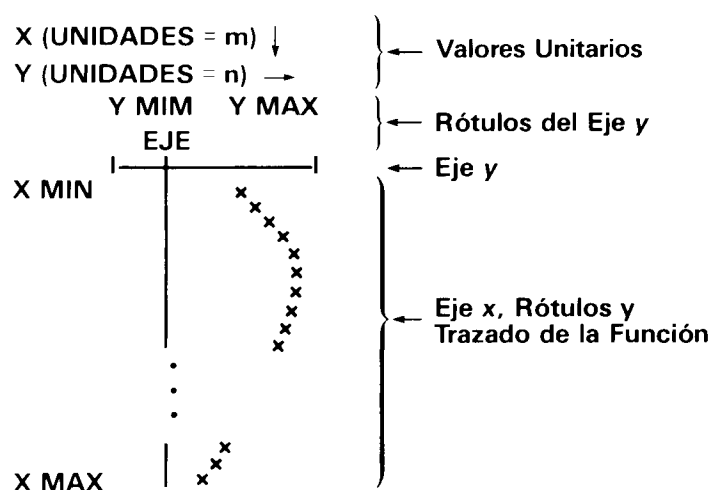 X (UNIDADES = m) ↓
Y (UNIDADES = n) →
Valores Unitarios
Y MIM Y MAX
EJE
Rótulos del Eje y
Eje y
X MIN
Eje x, Rótulos y
Trazado de la Función
X MAX